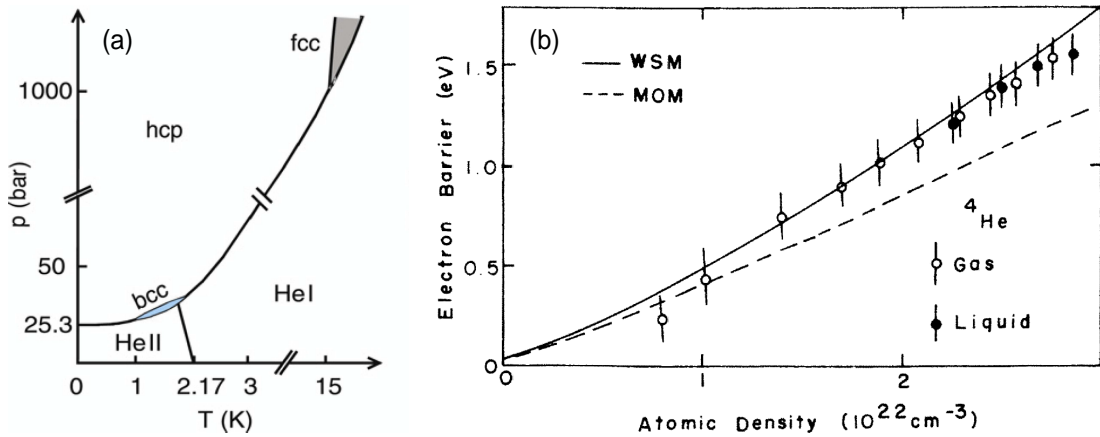 (a)
fcc
1000
hcp
p (bar)
50
bcc
HeI
25.3
HeII
0 1 2.17 3 15
T (K)
(b)
WSM
MOM
Electron Barrier (eV)
1.5
1.0
0.5
0
4He
Gas
Liquid
0 1 2
Atomic Density (10²² cm⁻³)